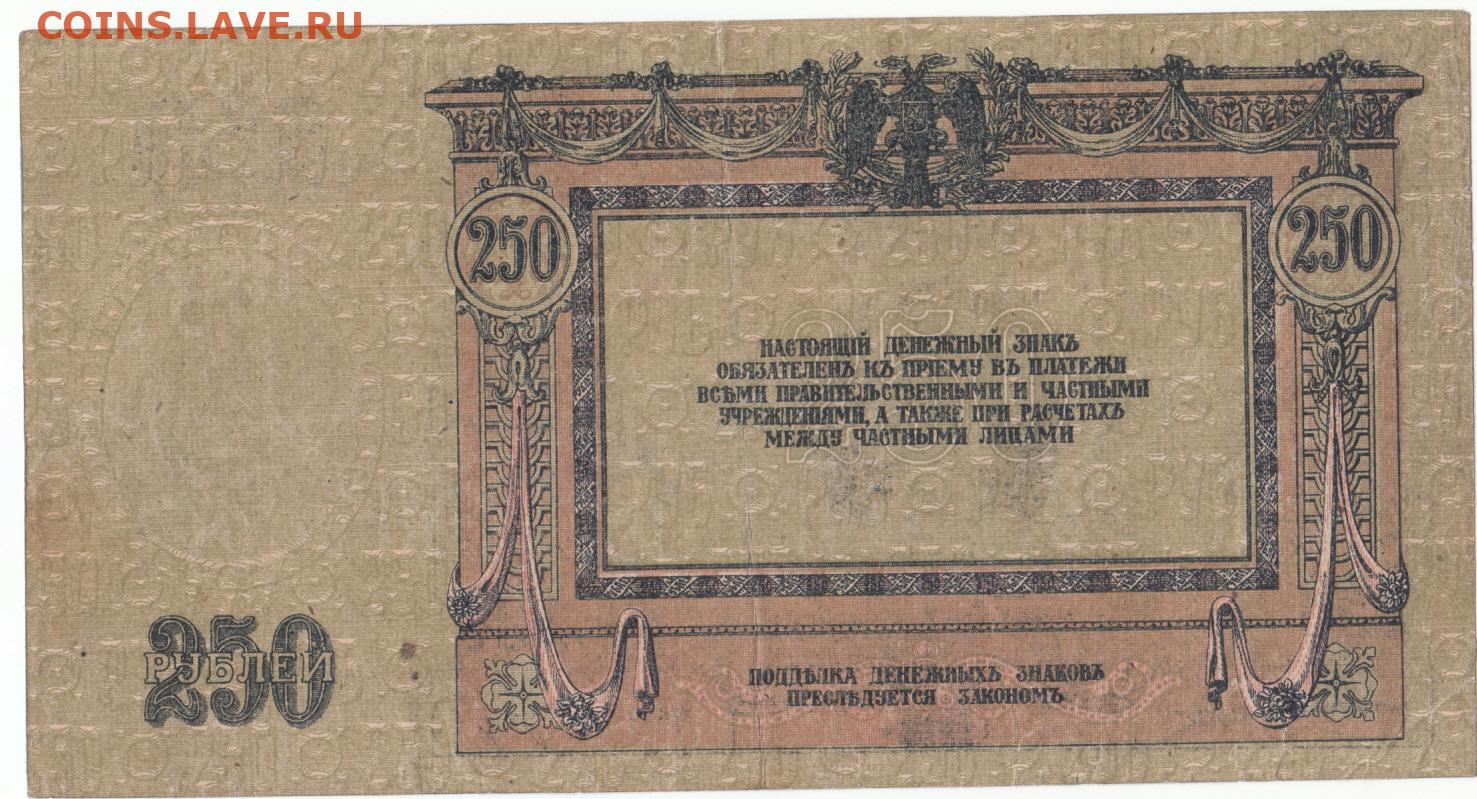 COINS.LAVE.RU
250 250
250
НАСТОЯЩІЙ ДЕНЕЖНЫЙ ЗНАКЪ
ОБЯЗАТЕЛЕНЪ КЪ ПРІЕМУ ВЪ ПЛАТЕЖИ
ВСѢМИ ПРАВИТЕЛЬСТВЕННЫМИ И ЧАСТНЫМИ
УЧРЕЖДЕНІЯМИ, А ТАКЖЕ ПРИ РАСЧЕТАХЪ
МЕЖДУ ЧАСТНЫМИ ЛИЦАМИ
250
РУБЛЕЙ
ПОДДѢЛКА ДЕНЕЖНЫХЪ ЗНАКОВЪ
ПРЕСЛѢДУЕТСЯ ЗАКОНОМЪ